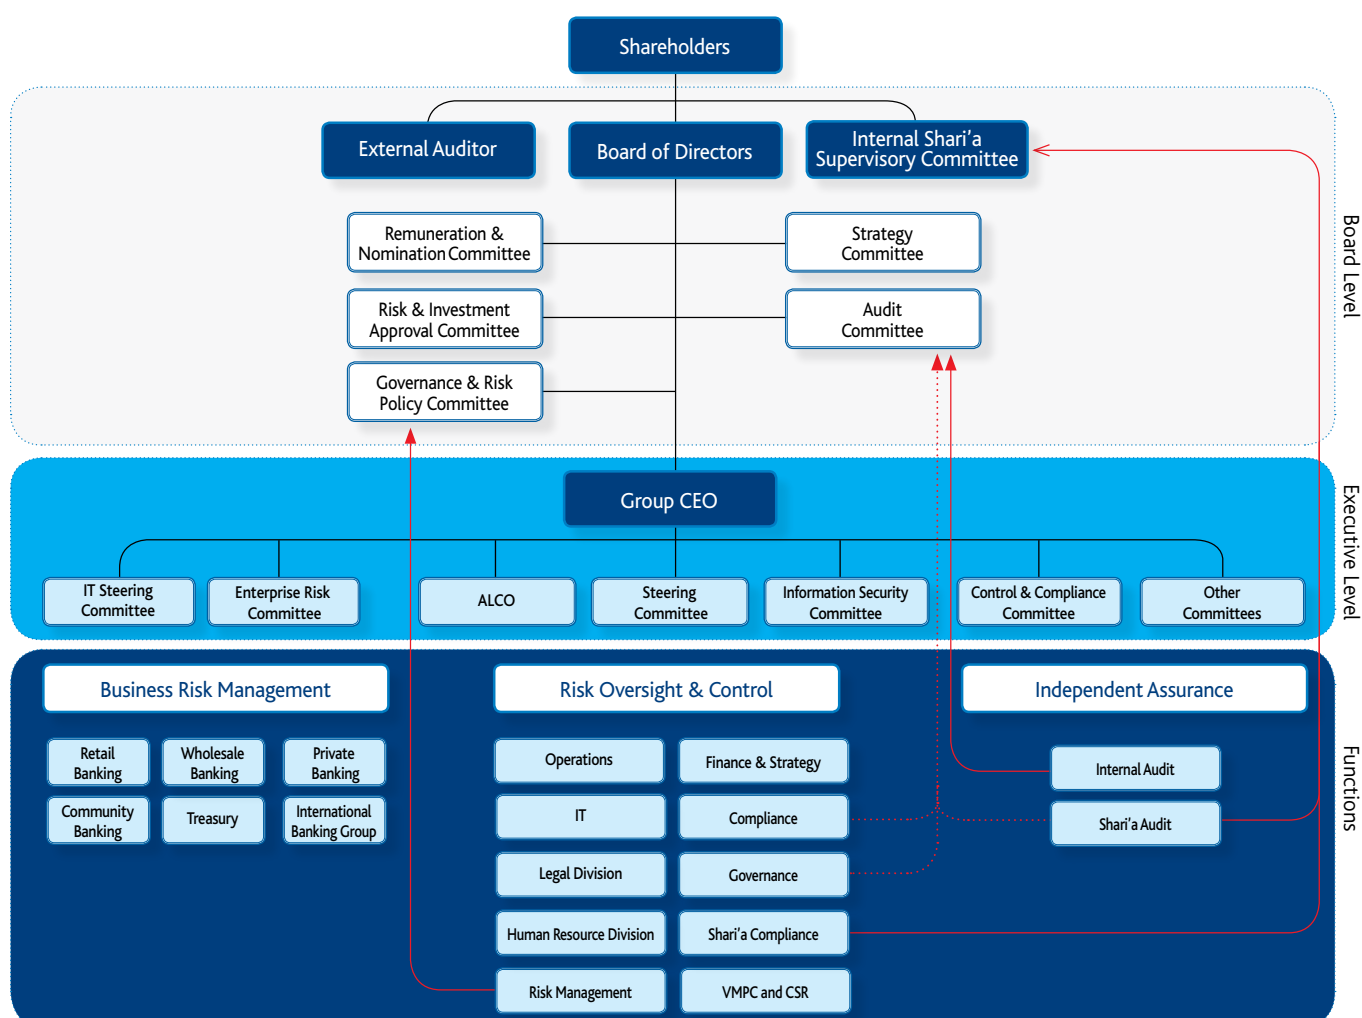 Shareholders
External Auditor
Board of Directors
Internal Shari'a
Supervisory Committee
Remuneration &
Nomination Committee
Strategy
Committee
Risk & Investment
Approval Committee
Audit
Committee
Governance & Risk
Policy Committee
Board Level
Group CEO
IT Steering
Committee
Enterprise Risk
Committee
ALCO
Steering
Committee
Information Security
Committee
Control & Compliance
Committee
Other
Committees
Executive Level
Business Risk Management
Risk Oversight & Control
Independent Assurance
Retail
Banking
Wholesale
Banking
Private
Banking
Community
Banking
Treasury
International
Banking Group
Operations
Finance & Strategy
IT
Compliance
Legal Division
Governance
Human Resource Division
Shari'a Compliance
Risk Management
VMPC and CSR
Internal Audit
Shari'a Audit
Functions